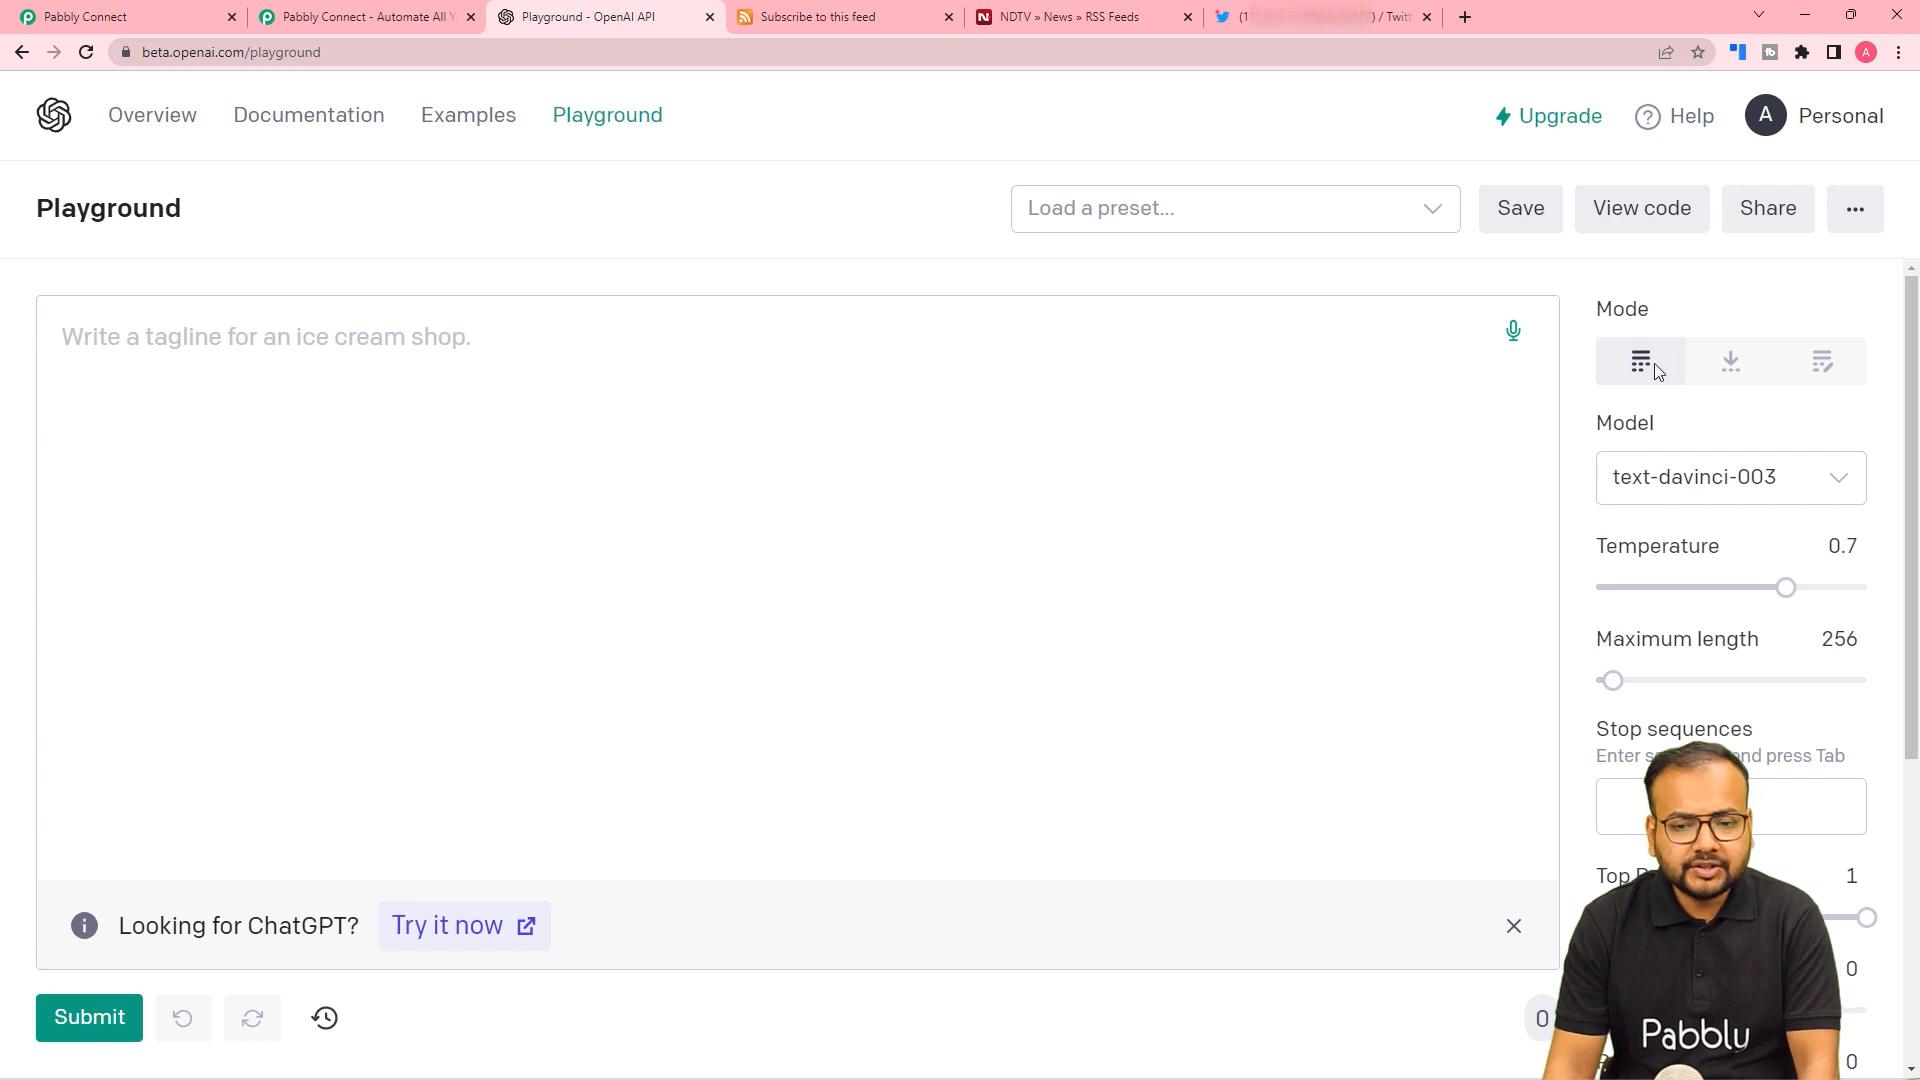 Pabbly Connect
Pabbly Connect - Automate All Y
Playground - OpenAI API
Subscribe to this feed
NDTV » News » RSS Feeds
(1
) / Twitt
beta.openai.com/playground
A
Overview
Documentation
Examples
Playground
Upgrade
Help
A
Personal
Playground
Load a preset...
Save
View code
Share
Write a tagline for an ice cream shop.
Mode
Model
text-davinci-003
Temperature
0.7
Maximum length
256
Stop sequences
Enter
and press Tab
Top P
1
0
Looking for ChatGPT?
Try it now
Submit
0
0
Pabbly